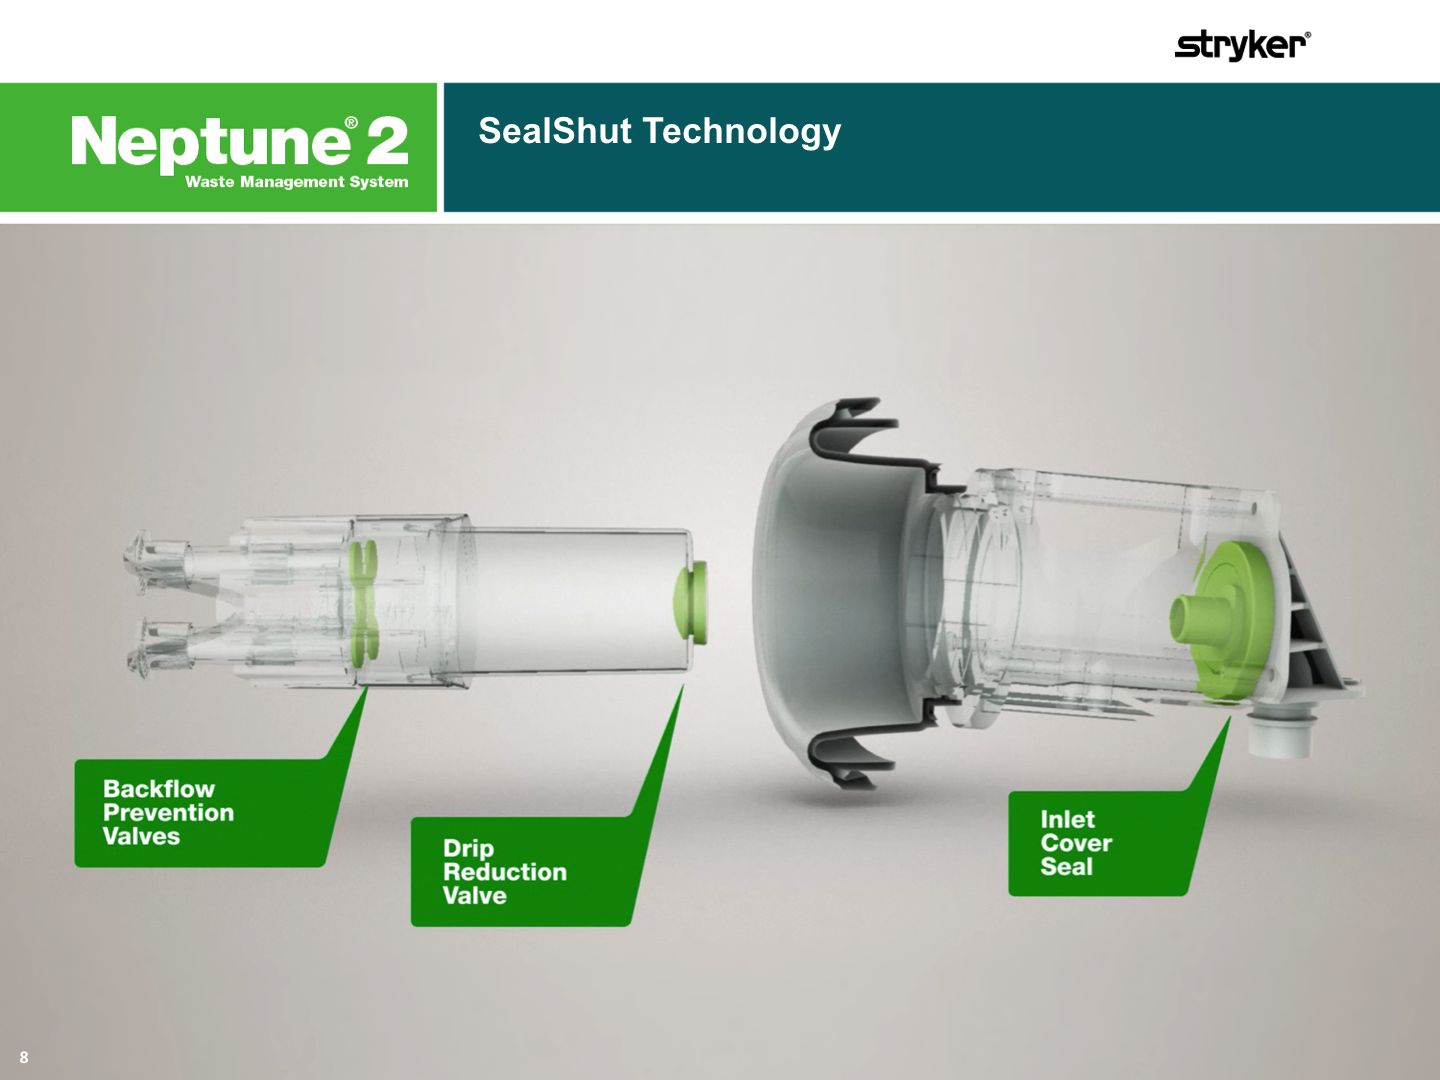 stryker®
Neptune® 2
Waste Management System
SealShut Technology
Backflow
Prevention
Valves
Drip
Reduction
Valve
Inlet
Cover
Seal
8